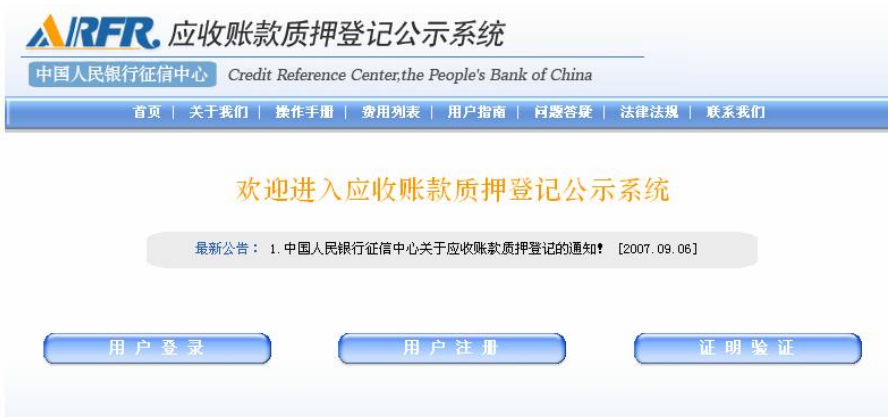 ARFR. 应收账款质押登记公示系统
中国人民银行征信中心 Credit Reference Center,the People's Bank of China
首页 | 关于我们 | 操作手册 | 费用列表 | 用户指南 | 问题答疑 | 法律法规 | 联系我们
欢迎进入应收账款质押登记公示系统
最新公告: 1.中国人民银行征信中心关于应收账款质押登记的通知! [2007.09.06]
用户登录 用户注册 证明验证